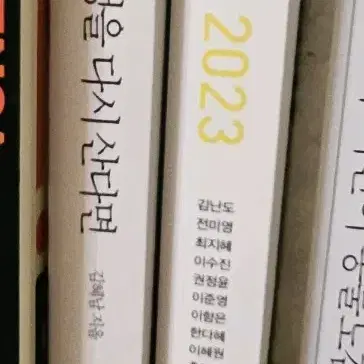 을 다시 산다면
김혜남 지음
2023
김난도
전미영
최지혜
이수진
권정윤
이준영
이향은
한다혜
이혜원